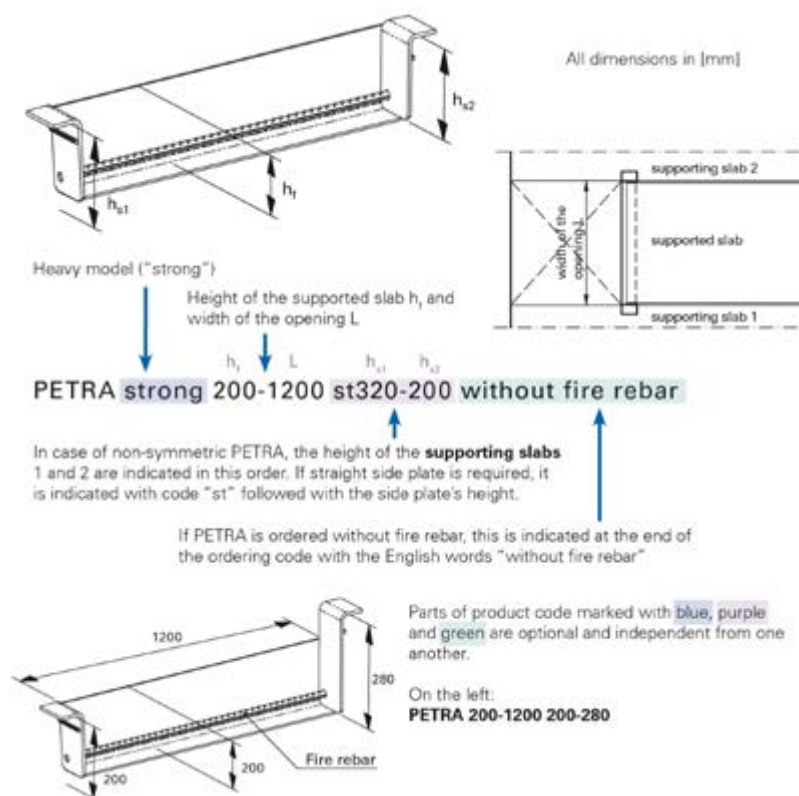 All dimensions in [mm]
hs2
hs1
hf
supporting slab 2
width of the
opening L
supported slab
supporting slab 1
Heavy model ("strong")
Height of the supported slab hf and
width of the opening L
hf L hs1 hs2
PETRA strong 200-1200 st320-200 without fire rebar
In case of non-symmetric PETRA, the height of the supporting slabs
1 and 2 are indicated in this order. If straight side plate is required, it
is indicated with code "st" followed with the side plate's height.
If PETRA is ordered without fire rebar, this is indicated at the end of
the ordering code with the English words "without fire rebar"
1200
280
200
200
Fire rebar
Parts of product code marked with blue, purple
and green are optional and independent from one
another.
On the left:
PETRA 200-1200 200-280